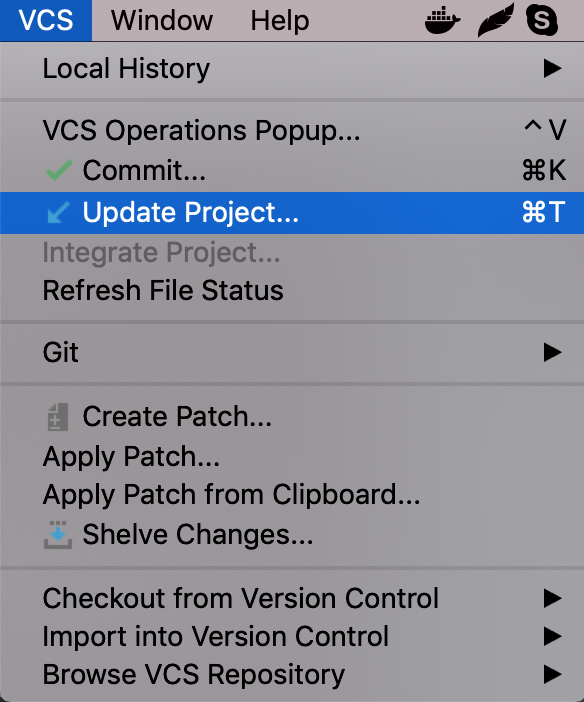 VCS Window Help
Local History
VCS Operations Popup... ^ V
Commit... ⌘K
Update Project... ⌘T
Integrate Project...
Refresh File Status
Git
Create Patch...
Apply Patch...
Apply Patch from Clipboard...
Shelve Changes...
Checkout from Version Control
Import into Version Control
Browse VCS Repository